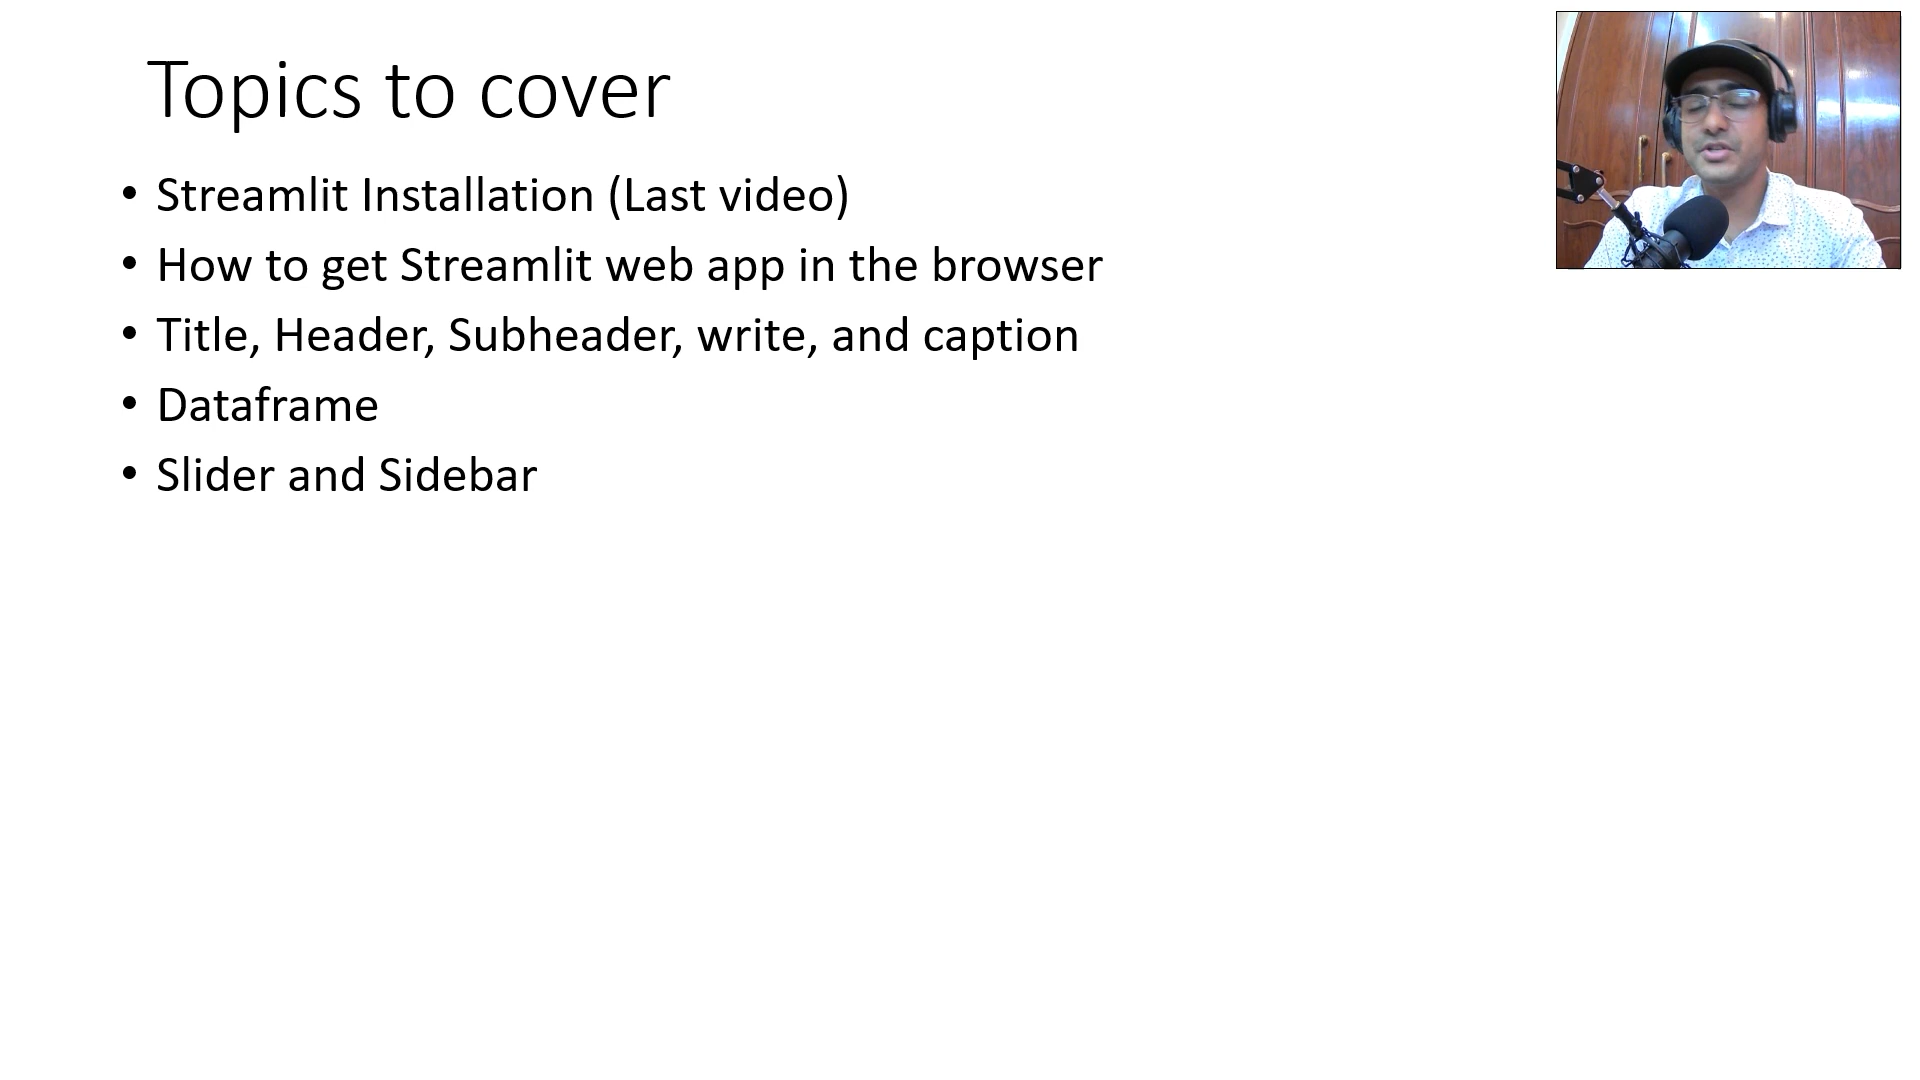 Topics to cover
• Streamlit Installation (Last video)
• How to get Streamlit web app in the browser
• Title, Header, Subheader, write, and caption
• Dataframe
• Slider and Sidebar